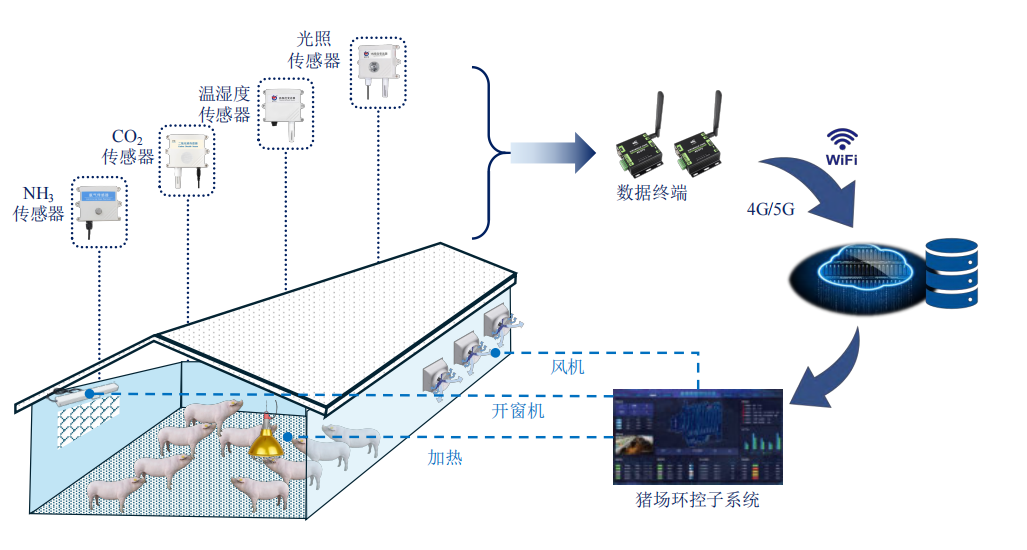 光照
传感器
温湿度
传感器
CO₂
传感器
NH₃
传感器
数据终端
WiFi
4G/5G
风机
开窗机
加热
猪场环控子系统